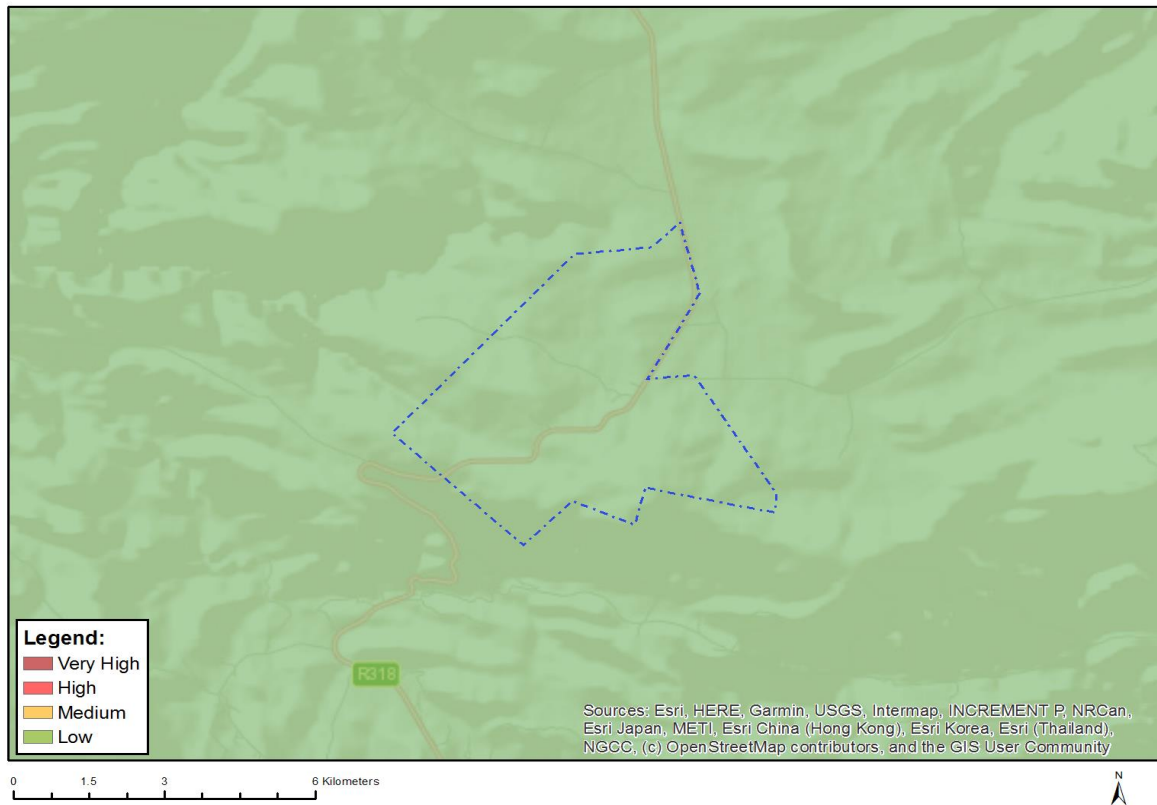 R318
Legend:
Very High
High
Medium
Low
Sources: Esri, HERE, Garmin, USGS, Intermap, INCREMENT P, NRCan,
Esri Japan, METI, Esri China (Hong Kong), Esri Korea, Esri (Thailand),
NGCC, (c) OpenStreetMap contributors, and the GIS User Community
0 1.5 3 6 Kilometers
N